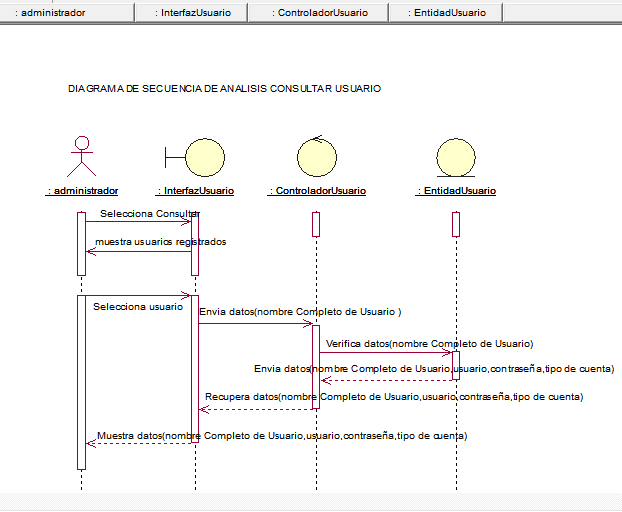 : administrador
: InterfazUsuario
: ControladorUsuario
: EntidadUsuario
DIAGRAMA DE SECUENCIA DE ANALISIS CONSULTAR USUARIO
: administrador
: InterfazUsuario
: ControladorUsuario
: EntidadUsuario
Selecciona Consultar
muestra usuarios registrados
Selecciona usuario
Envia datos(nombre Completo de Usuario )
Verifica datos(nombre Completo de Usuario)
Envia datos(nombre Completo de Usuario,usuario,contraseña,tipo de cuenta)
Recupera datos(nombre Completo de Usuario,usuario,contraseña,tipo de cuenta)
Muestra datos(nombre Completo de Usuario,usuario,contraseña,tipo de cuenta)